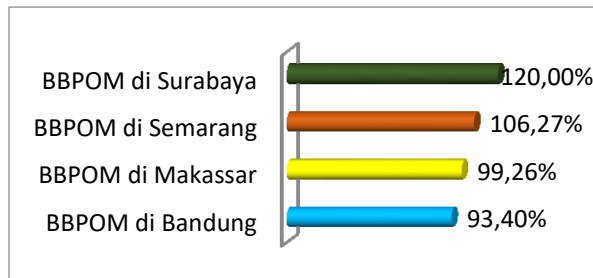 BBPOM di Surabaya 120,00%
BBPOM di Semarang 106,27%
BBPOM di Makassar 99,26%
BBPOM di Bandung 93,40%